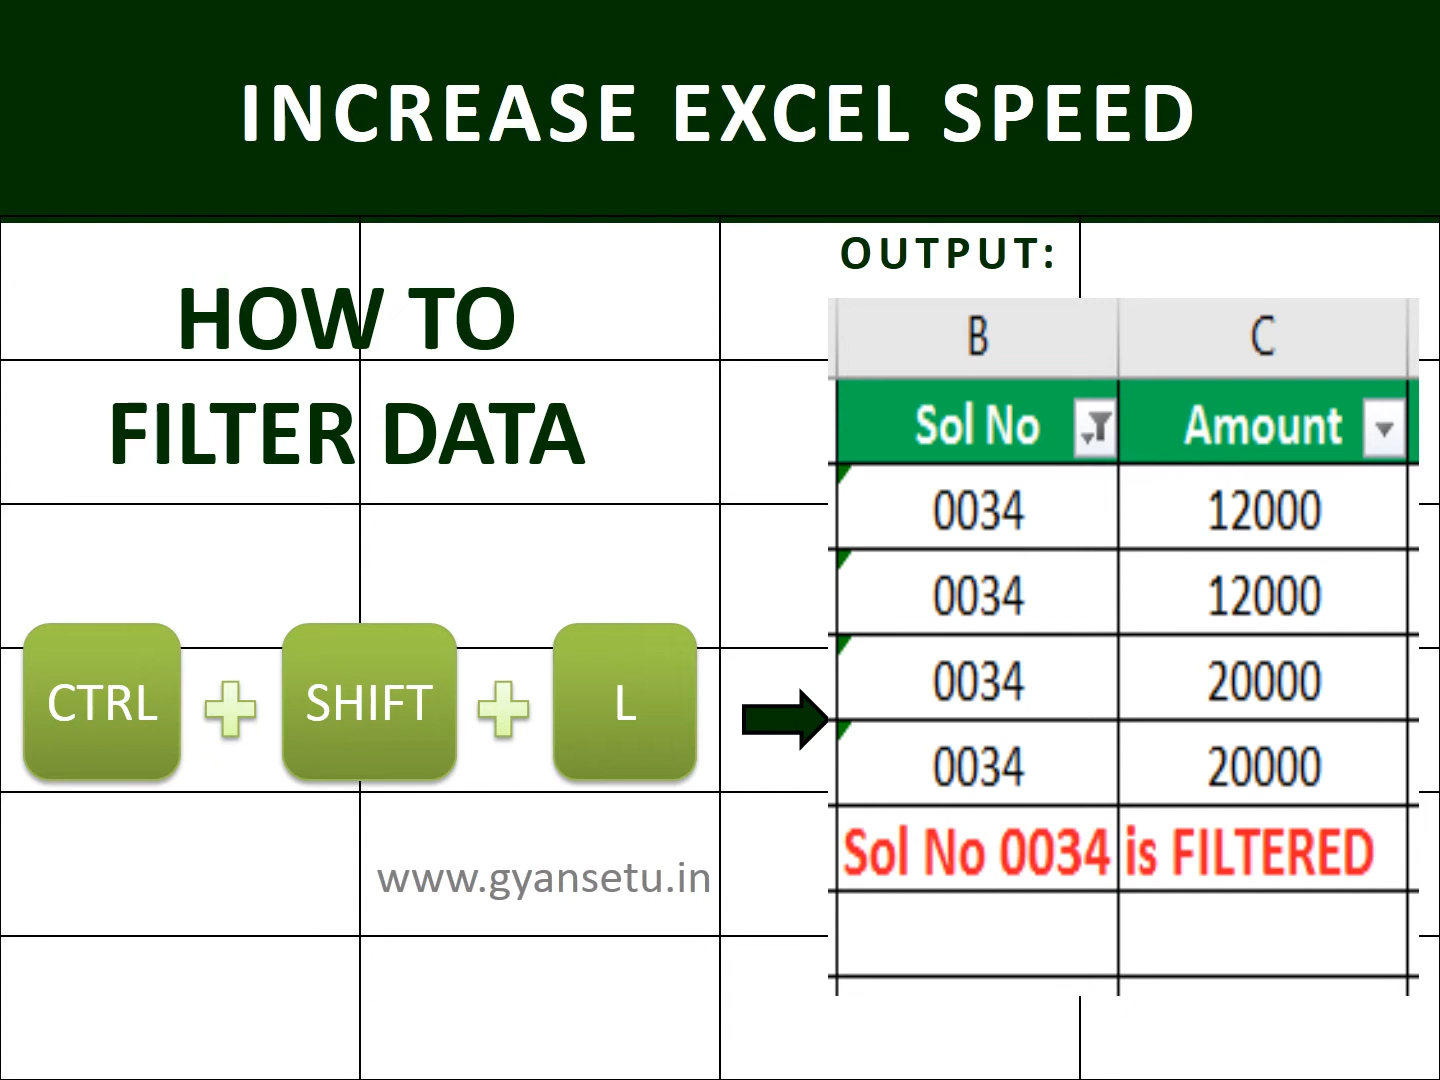 INCREASE EXCEL SPEED
HOW TO
FILTER DATA
CTRL + SHIFT + L
www.gyansetu.in
OUTPUT:
B C
Sol No Amount
0034 12000
0034 12000
0034 20000
0034 20000
Sol No 0034 is FILTERED